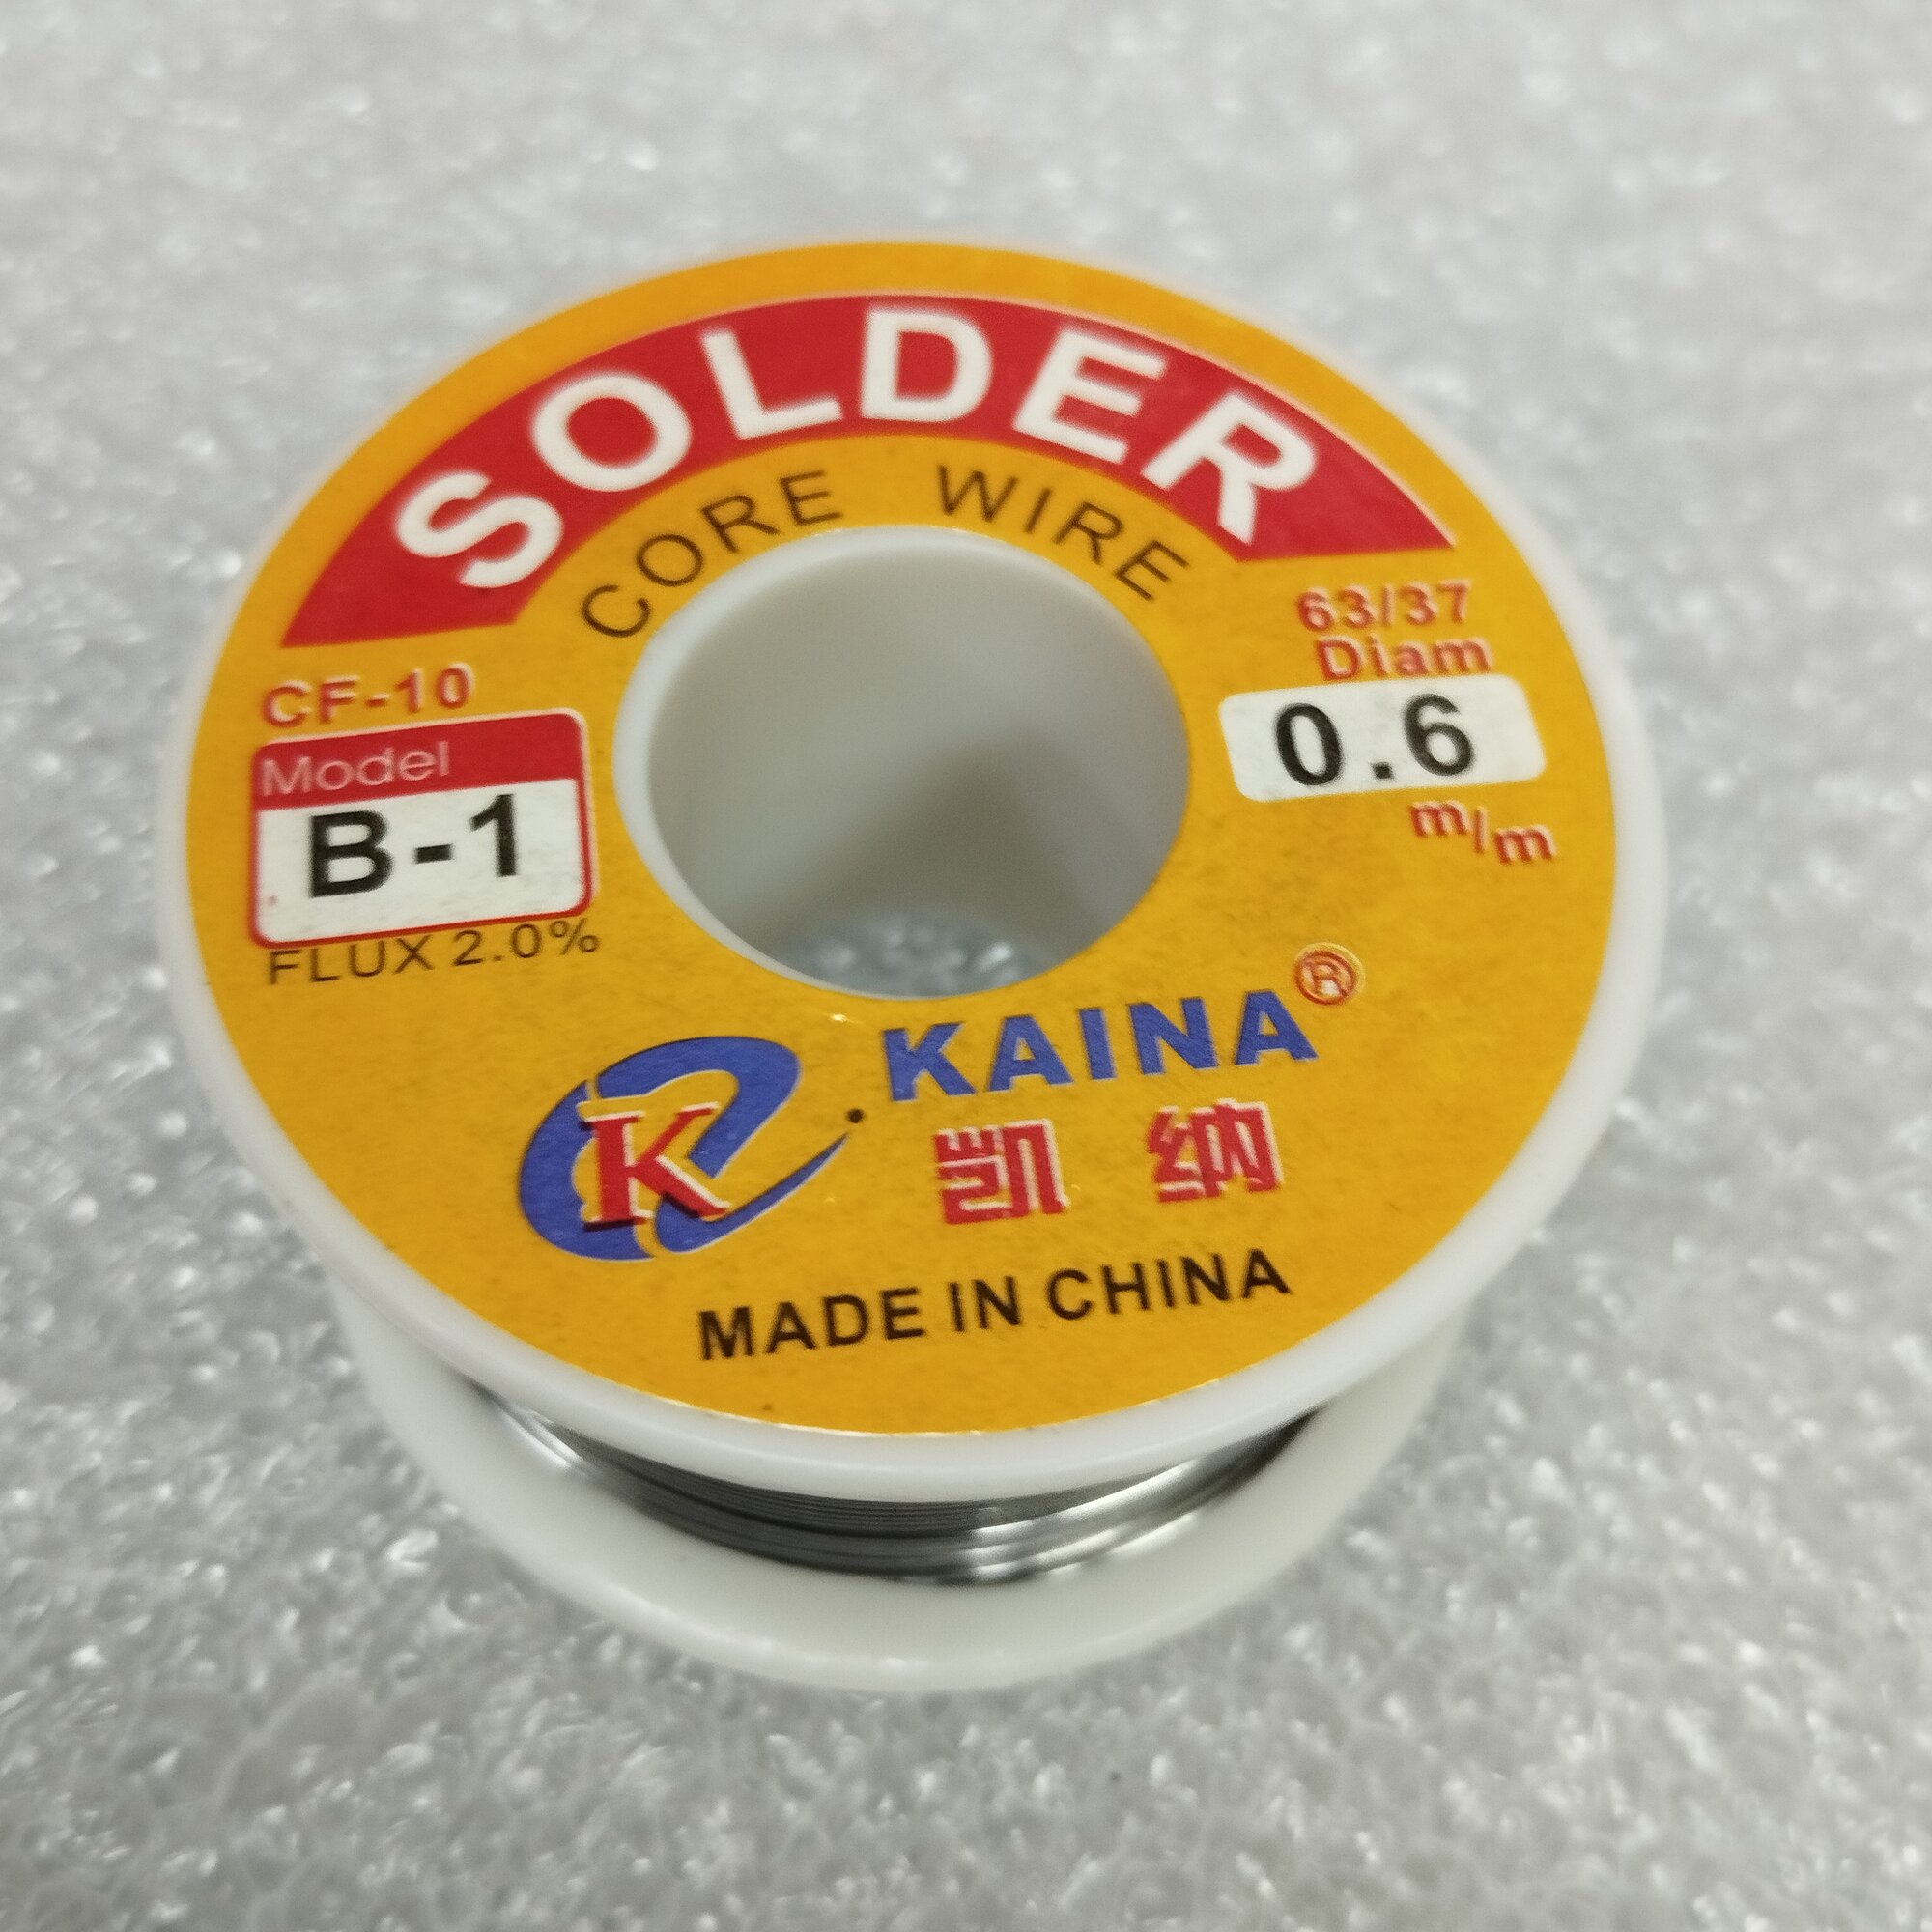 SOLDER
CORE WIRE
CF-10
Model
B-1
FLUX 2.0%
63/37
Diam
0.6
m/m
K
KAINA®
凯纳
MADE IN CHINA